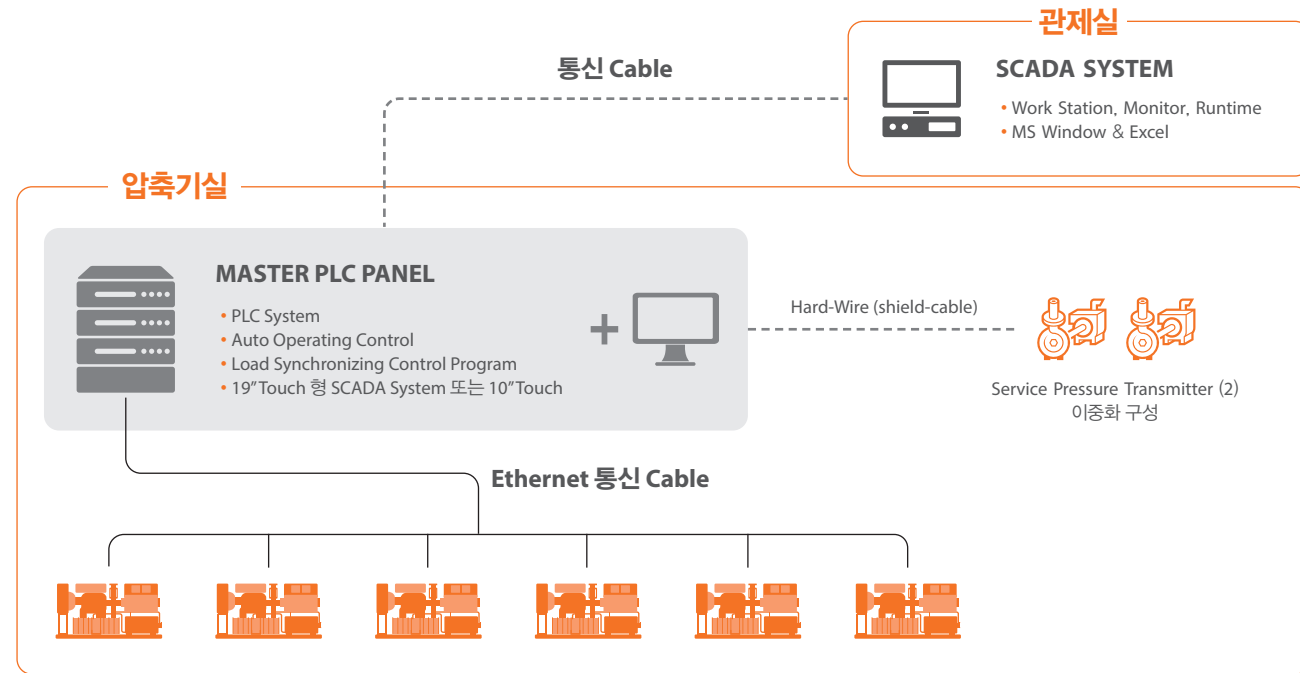 관제실
통신 Cable
SCADA SYSTEM
• Work Station, Monitor, Runtime
• MS Window & Excel
압축기실
MASTER PLC PANEL
• PLC System
• Auto Operating Control
• Load Synchronizing Control Program
• 19" Touch 형 SCADA System 또는 10" Touch
+
Hard-Wire (shield-cable)
Service Pressure Transmitter (2)
이중화 구성
Ethernet 통신 Cable